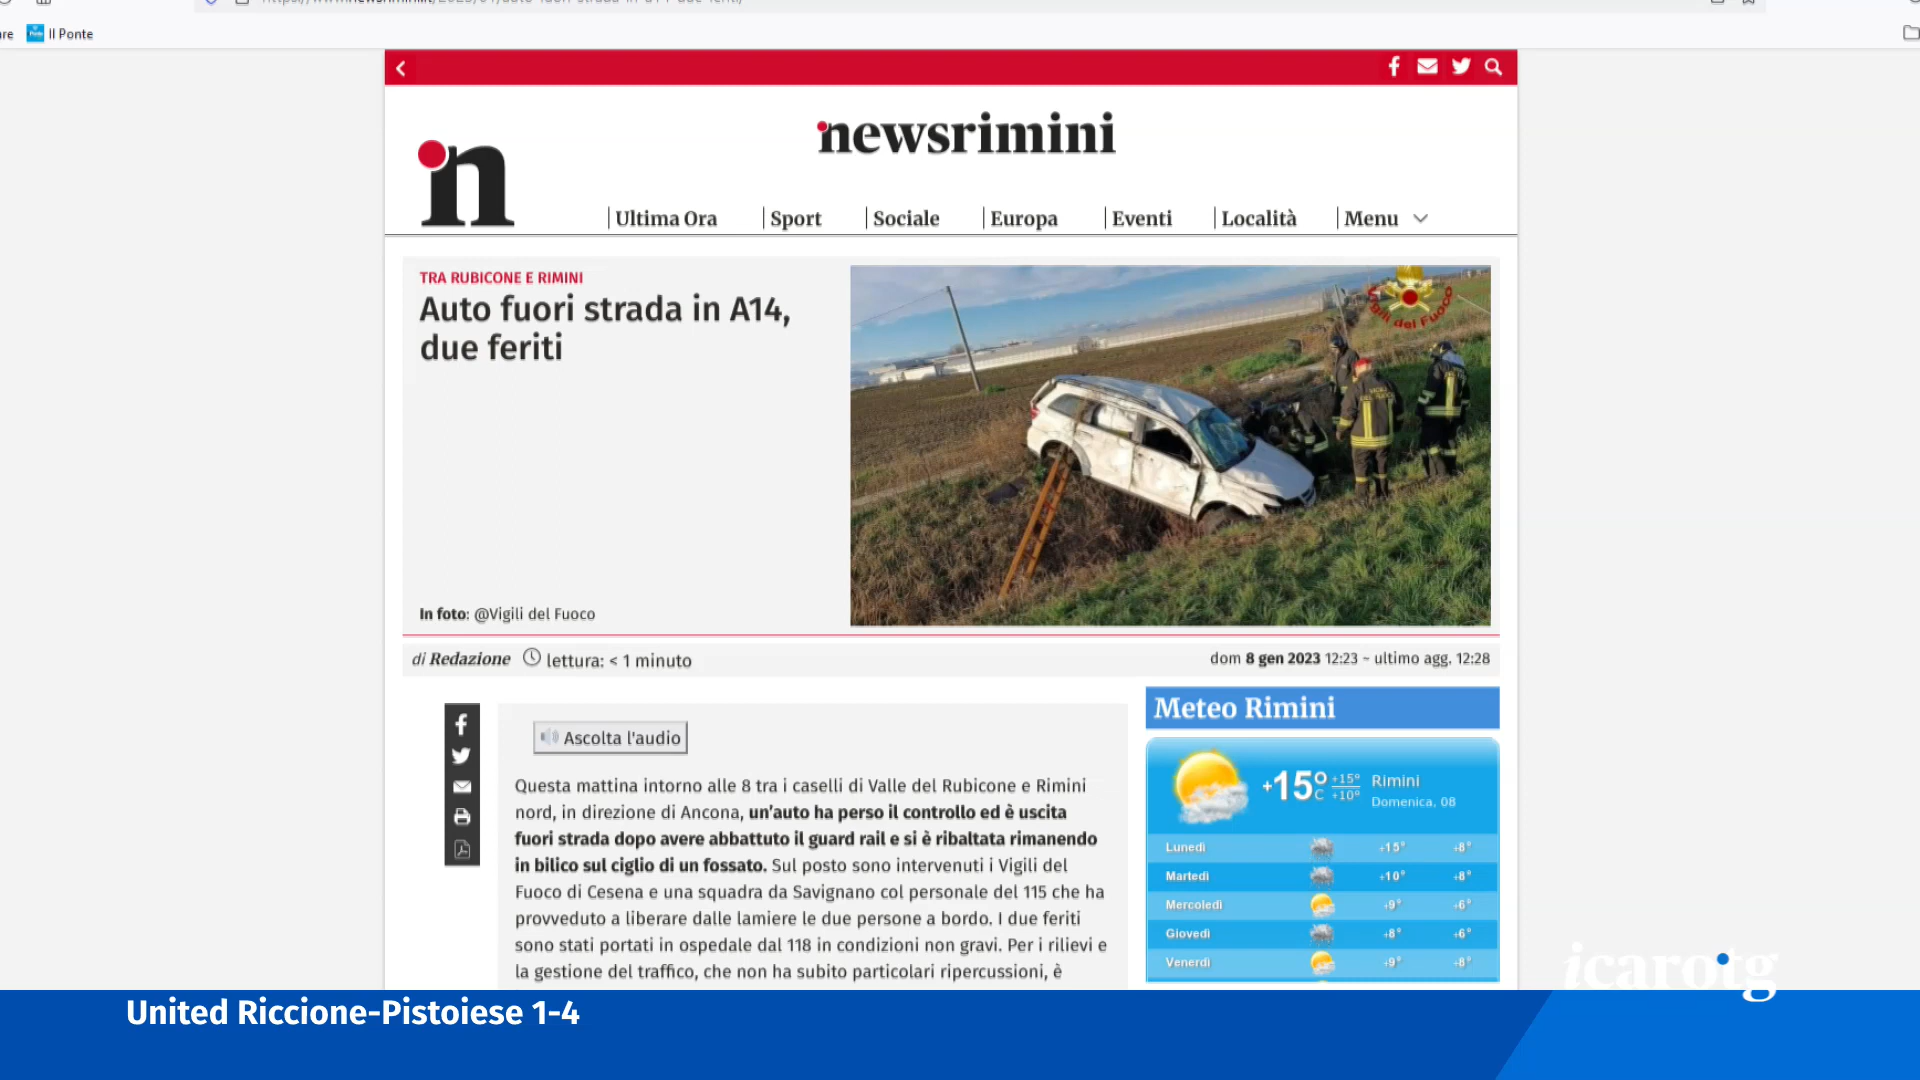 Il Ponte
newsrimini
in
Ultima Ora
Sport
Sociale
Europa
Eventi
Località
Menu
TRA RUBICONE E RIMINI
Auto fuori strada in A14,
due feriti
Vigili del Fuoco
In foto: @Vigili del Fuoco
di Redazione lettura: < 1 minuto
dom 8 gen 2023 12:23 ~ ultimo agg. 12:28
Ascolta l'audio
Questa mattina intorno alle 8 tra i caselli di Valle del Rubicone e Rimini
nord, in direzione di Ancona, un'auto ha perso il controllo ed è uscita
fuori strada dopo avere abbattuto il guard rail e si è ribaltata rimanendo
in bilico sul ciglio di un fossato. Sul posto sono intervenuti i Vigili del
Fuoco di Cesena e una squadra da Savignano col personale del 115 che ha
provveduto a liberare dalle lamiere le due persone a bordo. I due feriti
sono stati portati in ospedale dal 118 in condizioni non gravi. Per i rilievi e
la gestione del traffico, che non ha subito particolari ripercussioni, è
Meteo Rimini
+15°C +15° +10° Rimini
Domenica, 08
Lunedì +15° +8°
Martedì +10° +8°
Mercoledì +9° +6°
Giovedì +8° +6°
Venerdì +9° +8°
icarotg
United Riccione-Pistoiese 1-4